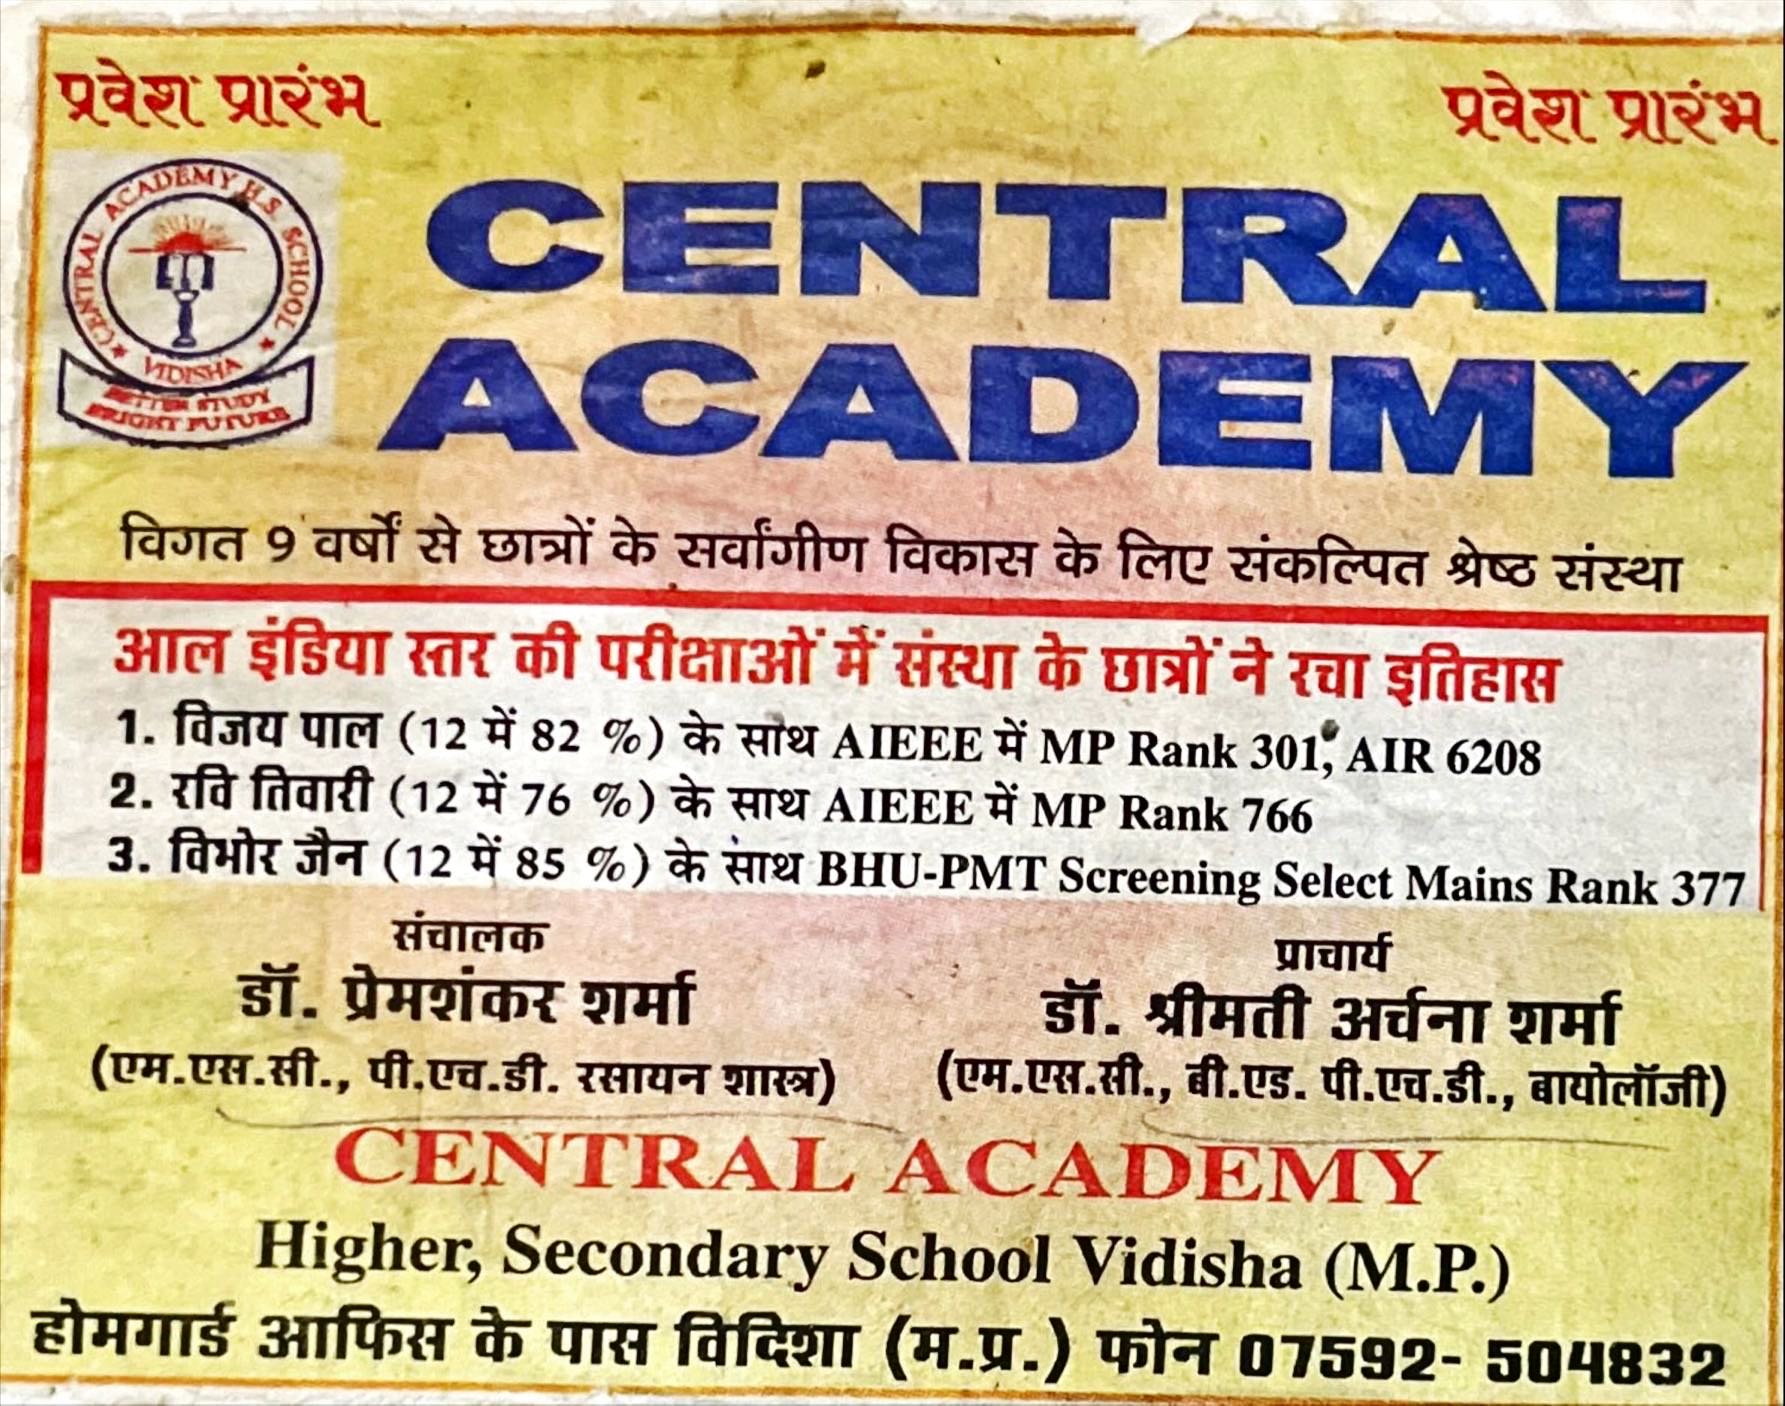 प्रवेश प्रारंभ
प्रवेश प्रारंभ
CENTRAL ACADEMY H.S. SCHOOL
VIDISHA
BETTER STUDY
BRIGHT FUTURE
CENTRAL
ACADEMY
विगत 9 वर्षों से छात्रों के सर्वांगीण विकास के लिए संकल्पित श्रेष्ठ संस्था
आल इंडिया स्तर की परीक्षाओं में संस्था के छात्रों ने रचा इतिहास
1. विजय पाल (12 में 82 %) के साथ AIEEE में MP Rank 301, AIR 6208
2. रवि तिवारी (12 में 76 %) के साथ AIEEE में MP Rank 766
3. विभोर जैन (12 में 85 %) के साथ BHU-PMT Screening Select Mains Rank 377
संचालक
डॉ. प्रेमशंकर शर्मा
(एम.एस.सी., पी.एच.डी. रसायन शास्त्र)
प्राचार्य
डॉ. श्रीमती अर्चना शर्मा
(एम.एस.सी., बी.एड. पी.एच.डी., बायोलॉजी)
CENTRAL ACADEMY
Higher, Secondary School Vidisha (M.P.)
होमगार्ड आफिस के पास विदिशा (म.प्र.) फोन 07592- 504832